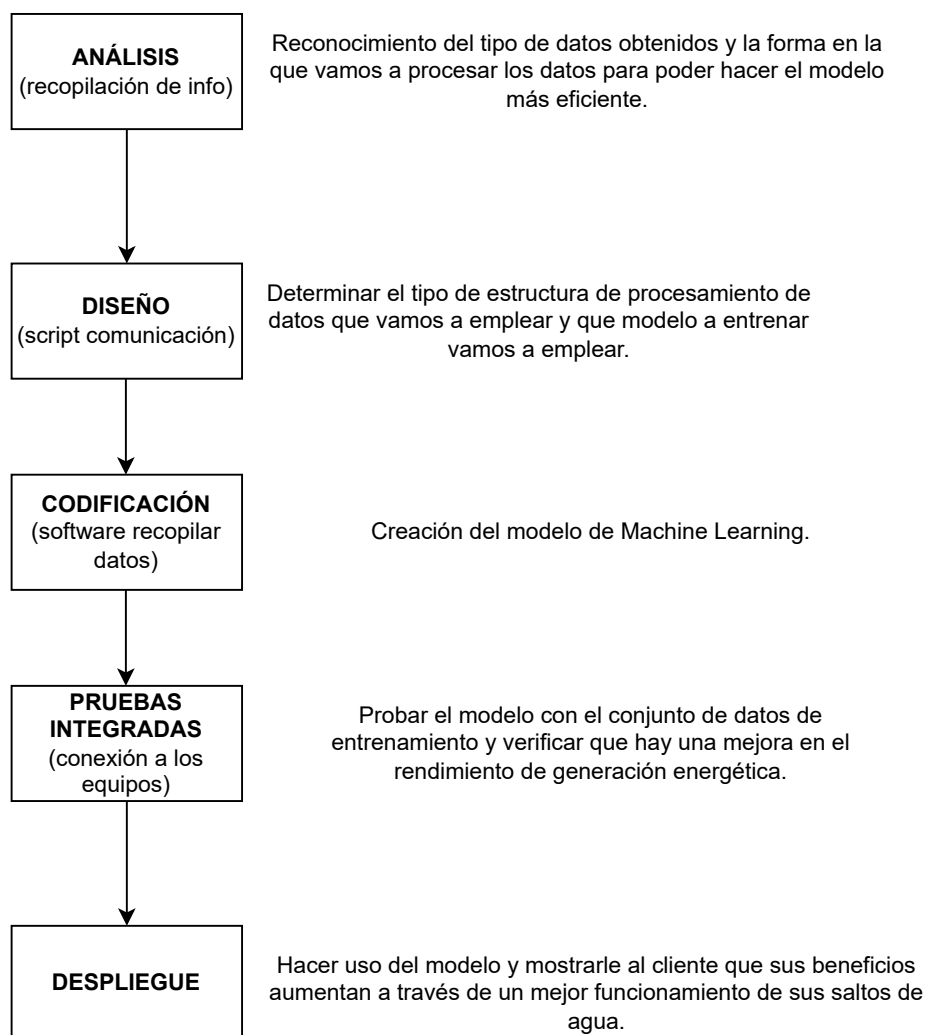 ANÁLISIS
(recopilación de info)
Reconocimiento del tipo de datos obtenidos y la forma en la
que vamos a procesar los datos para poder hacer el modelo
más eficiente.
DISEÑO
(script comunicación)
Determinar el tipo de estructura de procesamiento de
datos que vamos a emplear y que modelo a entrenar
vamos a emplear.
CODIFICACIÓN
(software recopilar
datos)
Creación del modelo de Machine Learning.
PRUEBAS
INTEGRADAS
(conexión a los
equipos)
Probar el modelo con el conjunto de datos de
entrenamiento y verificar que hay una mejora en el
rendimiento de generación energética.
DESPLIEGUE
Hacer uso del modelo y mostrarle al cliente que sus beneficios
aumentan a través de un mejor funcionamiento de sus saltos de
agua.